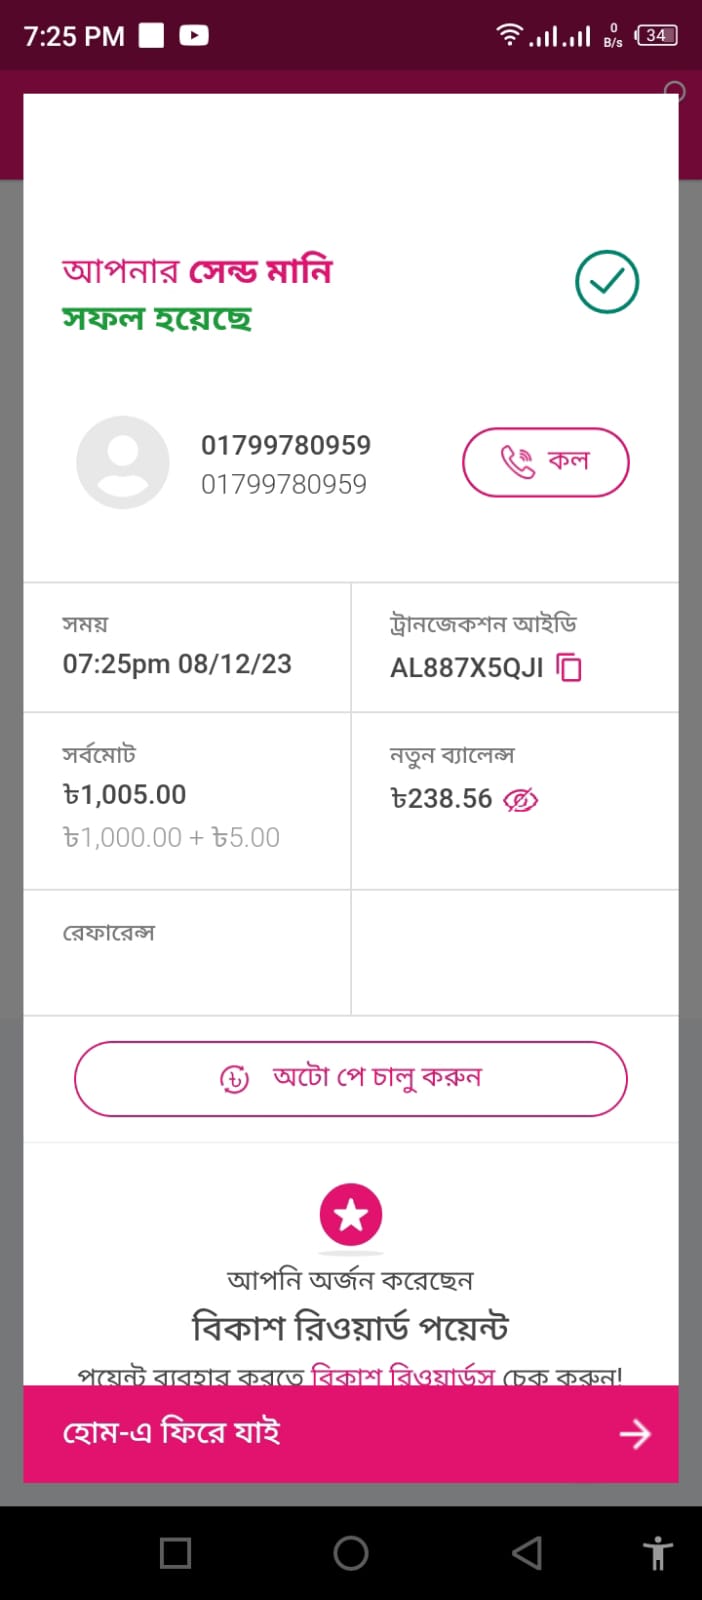 7:25 PM
0
B/s
34
আপনার সেন্ড মানি
সফল হয়েছে
01799780959
01799780959
কল
সময়
07:25pm 08/12/23
ট্রানজেকশন আইডি
AL887X5QJI
সর্বমোট
৳1,005.00
৳1,000.00 + ৳5.00
নতুন ব্যালেন্স
৳238.56
রেফারেন্স
অটো পে চালু করুন
আপনি অর্জন করেছেন
বিকাশ রিওয়ার্ড পয়েন্ট
পয়েন্ট ব্যবহার করতে বিকাশ রিওয়ার্ডস চেক করুন!
হোম-এ ফিরে যাই